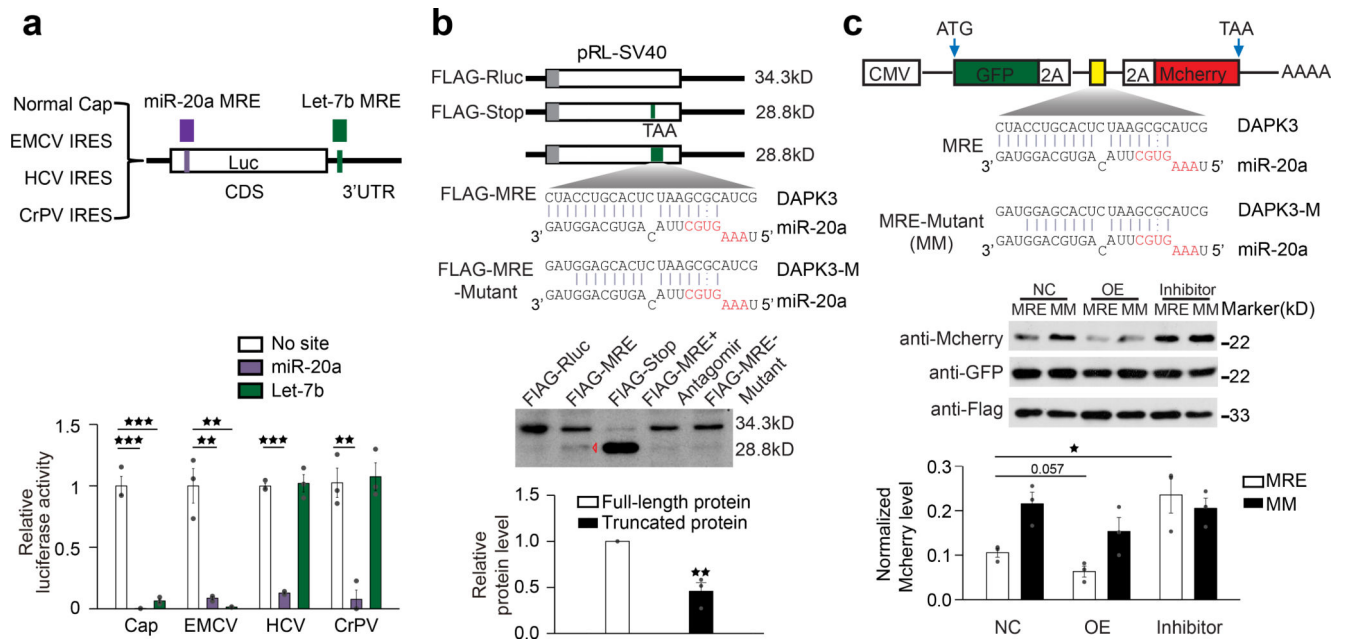 a
Normal Cap
EMCV IRES
HCV IRES
CrPV IRES
miR-20a MRE
Let-7b MRE
Luc
CDS
3'UTR
No site
miR-20a
Let-7b
Relative
luciferase activity
1.5
1
0.5
0
★★★
★★★
★★
★★
★★★
★★
Cap
EMCV
HCV
CrPV
b
pRL-SV40
FLAG-Rluc
34.3kD
FLAG-Stop
28.8kD
TAA
28.8kD
FLAG-MRE
CUACCUGCACUCUAAGCGCAUCG
DAPK3
3' GAUGGACGUGA C AUUCGUG AAAU 5'
miR-20a
FLAG-MRE
-Mutant
GAUGGAGCACUCUAAGCGCAUCG
DAPK3-M
3' GAUGGACGUGA C AUUCGUG AAAU 5'
miR-20a
FlAG-Rluc
FlAG-MRE
FlAG-Stop
FlAG-MRE+
Antagomir
FlAG-MRE-
Mutant
34.3kD
28.8kD
Full-length protein
Truncated protein
Relative
protein level
1.5
1.0
0.5
0.0
★★
c
ATG
TAA
CMV
GFP
2A
2A
Mcherry
AAAA
MRE
CUACCUGCACUCUAAGCGCAUCG
DAPK3
3' GAUGGACGUGA C AUUCGUG AAAU 5'
miR-20a
MRE-Mutant
(MM)
GAUGGAGCACUCUAAGCGCAUCG
DAPK3-M
3' GAUGGACGUGA C AUUCGUG AAAU 5'
miR-20a
NC OE Inhibitor
MRE MM MRE MM MRE MM Marker(kD)
anti-Mcherry
-22
anti-GFP
-22
anti-Flag
-33
Normalized
Mcherry level
0.3
0.2
0.1
0.0
★
0.057
MRE
MM
NC
OE
Inhibitor